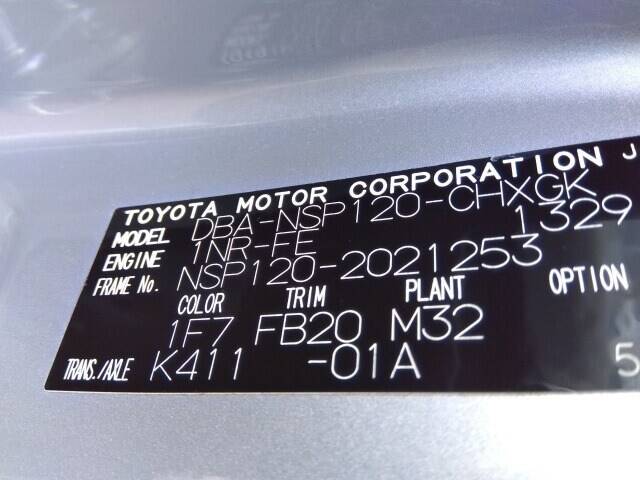 TOYOTA MOTOR CORPORATION J
MODEL DBA-NSP120-CHXGK
ENGINE 1NR-FE 1329
FRAME No. NSP120-2021253
COLOR TRIM PLANT OPTION
1F7 FB20 M32
TRANS./AXLE K411 -01A 5